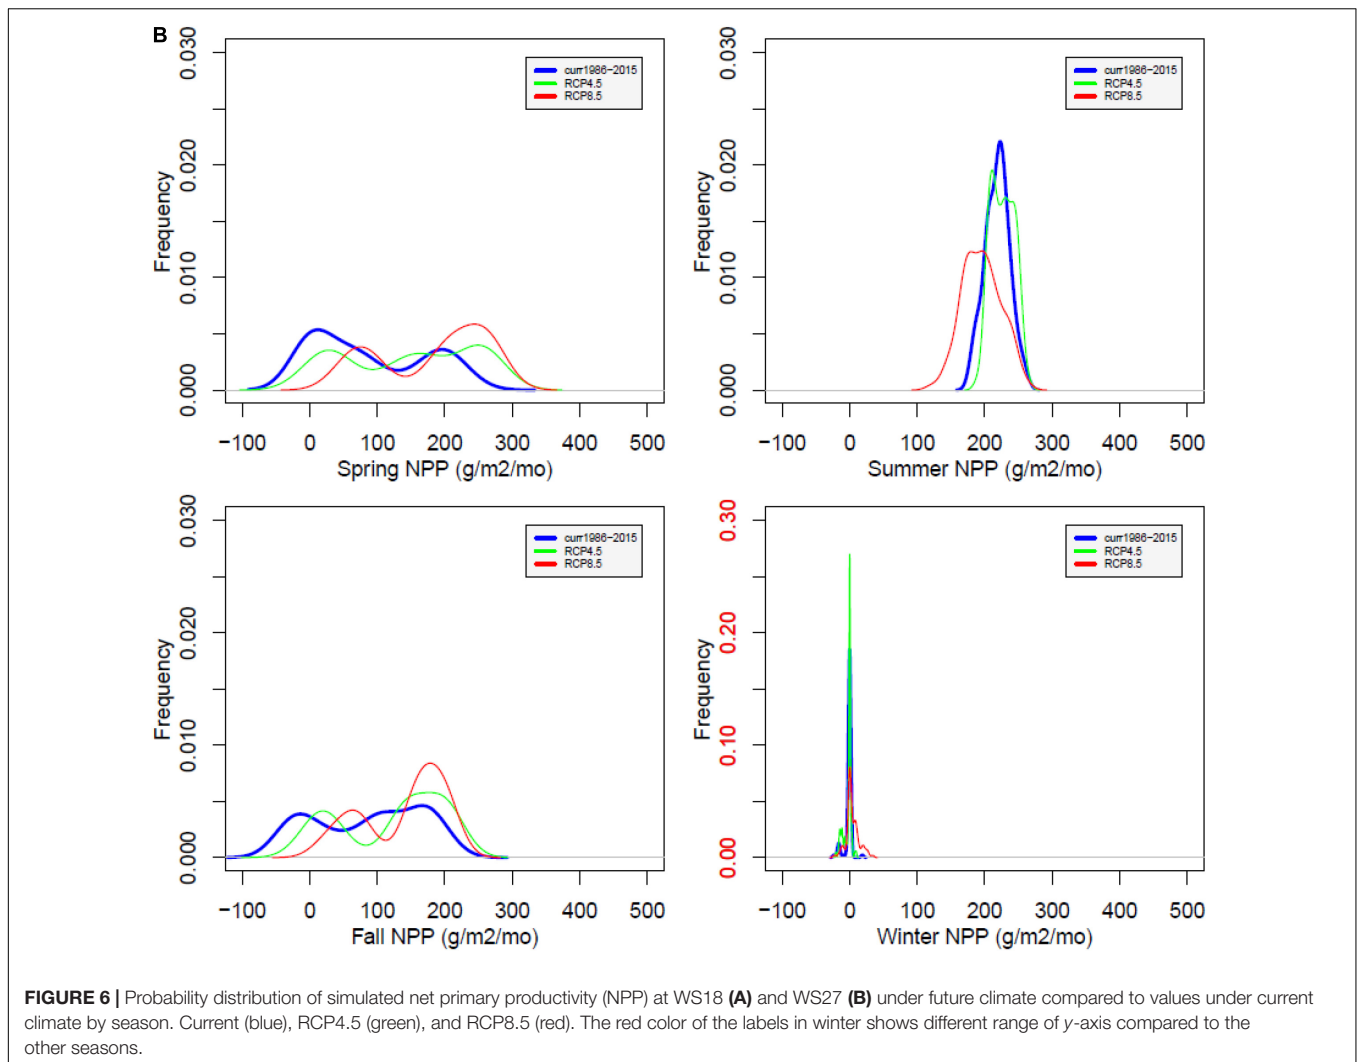 B
0.030
0.020
0.010
0.000
Frequency
curr1986-2015
RCP4.5
RCP8.5
−100 0 100 200 300 400 500
Spring NPP (g/m2/mo)
0.030
0.020
0.010
0.000
Frequency
curr1986-2015
RCP4.5
RCP8.5
−100 0 100 200 300 400 500
Summer NPP (g/m2/mo)
0.030
0.020
0.010
0.000
Frequency
curr1986-2015
RCP4.5
RCP8.5
−100 0 100 200 300 400 500
Fall NPP (g/m2/mo)
0.30
0.20
0.10
0.00
Frequency
curr1986-2015
RCP4.5
RCP8.5
−100 0 100 200 300 400 500
Winter NPP (g/m2/mo)
FIGURE 6 | Probability distribution of simulated net primary productivity (NPP) at WS18 (A) and WS27 (B) under future climate compared to values under current
climate by season. Current (blue), RCP4.5 (green), and RCP8.5 (red). The red color of the labels in winter shows different range of y-axis compared to the
other seasons.